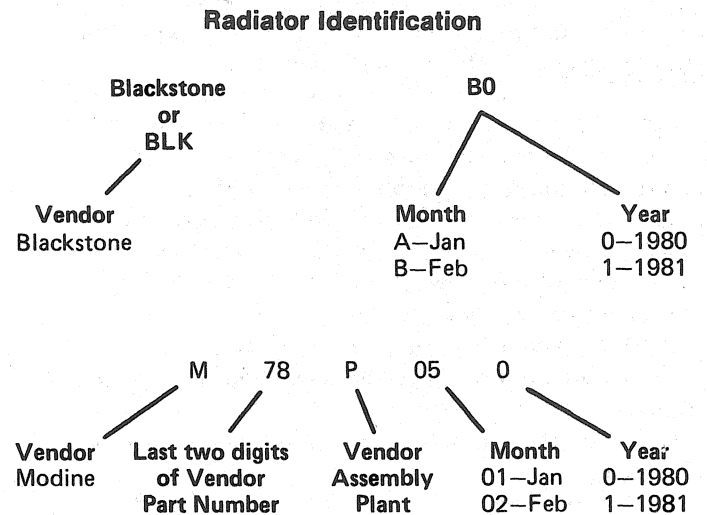 Radiator Identification
Blackstone
or
BLK
B0
Vendor
Blackstone
Month
A—Jan
B—Feb
Year
0—1980
1—1981
M 78 P 05 0
Vendor
Modine
Last two digits
of Vendor
Part Number
Vendor
Assembly
Plant
Month
01—Jan
02—Feb
Year
0—1980
1—1981